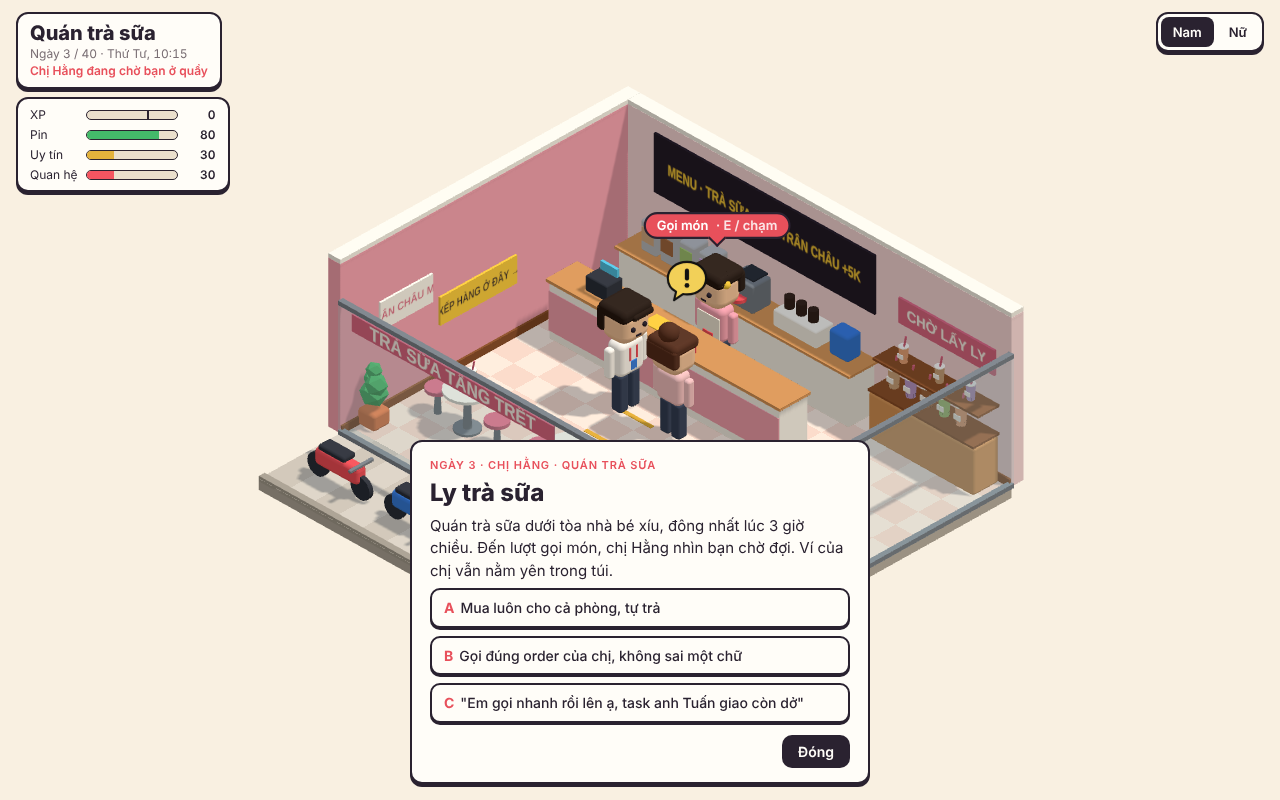 Quán trà sữa
Ngày 3 / 40 · Thứ Tư, 10:15
Chị Hằng đang chờ bạn ở quầy
Nam
Nữ
XP 0
Pin 80
Uy tín 30
Quan hệ 30
MENU · TRÀ SỮA
TRÂN CHÂU +5K
Gọi món · E / chạm
XẾP HÀNG Ở ĐÂY
CHỜ LẤY LY
TRÀ SỮA TẦNG TRỆT
NGÀY 3 · CHỊ HẰNG · QUÁN TRÀ SỮA
Ly trà sữa
Quán trà sữa dưới tòa nhà bé xíu, đông nhất lúc 3 giờ
chiều. Đến lượt gọi món, chị Hằng nhìn bạn chờ đợi. Ví của
chị vẫn nằm yên trong túi.
A Mua luôn cho cả phòng, tự trả
B Gọi đúng order của chị, không sai một chữ
C "Em gọi nhanh rồi lên ạ, task anh Tuấn giao còn dở"
Đóng